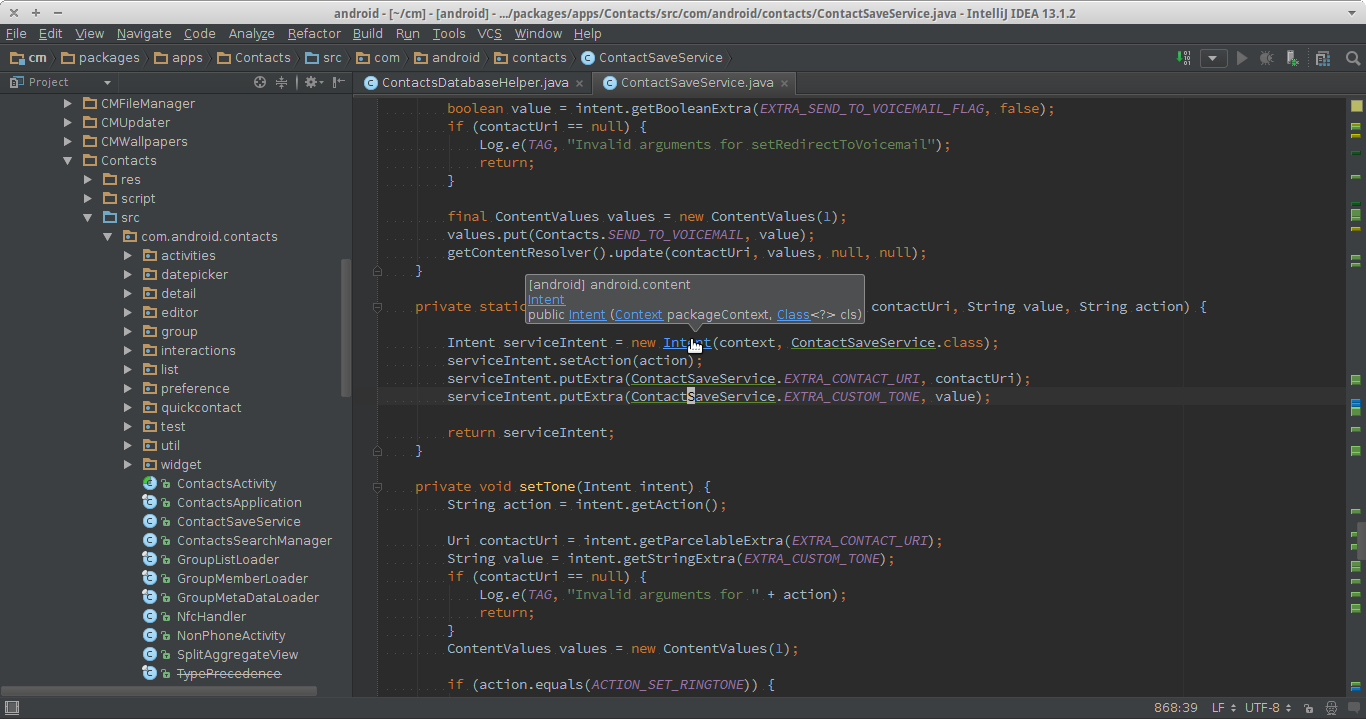 android - [~/cm] - [android] - .../packages/apps/Contacts/src/com/android/contacts/ContactSaveService.java - IntelliJ IDEA 13.1.2
File Edit View Navigate Code Analyze Refactor Build Run Tools VCS Window Help
cm packages apps Contacts src com android contacts ContactSaveService
Project
ContactsDatabaseHelper.java ContactSaveService.java
CMFileManager
CMUpdater
CMWallpapers
Contacts
res
script
src
com.android.contacts
activities
datepicker
detail
editor
group
interactions
list
preference
quickcontact
test
util
widget
ContactsActivity
ContactsApplication
ContactSaveService
ContactsSearchManager
GroupListLoader
GroupMemberLoader
GroupMetaDataLoader
NfcHandler
NonPhoneActivity
SplitAggregateView
TypePrecedence
boolean value = intent.getBooleanExtra(EXTRA_SEND_TO_VOICEMAIL_FLAG, false);
if (contactUri == null) {
Log.e(TAG, "Invalid arguments for setRedirectToVoicemail");
return;
}
final ContentValues values = new ContentValues(1);
values.put(Contacts.SEND_TO_VOICEMAIL, value);
getContentResolver().update(contactUri, values, null, null);
}
[android] android.content
Intent
public Intent (Context packageContext, Class<?> cls)
private static contactUri, String value, String action) {
Intent serviceIntent = new Intent(context, ContactSaveService.class);
serviceIntent.setAction(action);
serviceIntent.putExtra(ContactSaveService.EXTRA_CONTACT_URI, contactUri);
serviceIntent.putExtra(ContactSaveService.EXTRA_CUSTOM_TONE, value);
return serviceIntent;
}
private void setTone(Intent intent) {
String action = intent.getAction();
Uri contactUri = intent.getParcelableExtra(EXTRA_CONTACT_URI);
String value = intent.getStringExtra(EXTRA_CUSTOM_TONE);
if (contactUri == null) {
Log.e(TAG, "Invalid arguments for " + action);
return;
}
ContentValues values = new ContentValues(1);
if (action.equals(ACTION_SET_RINGTONE)) {
868:39 LF UTF-8